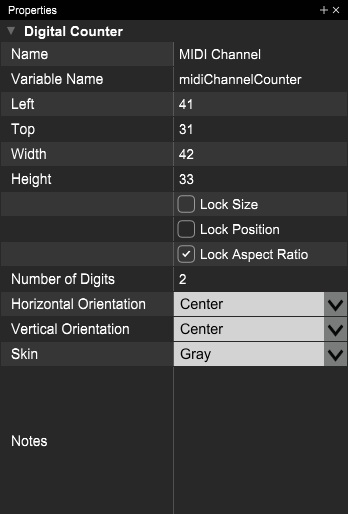 Properties
Digital Counter
Name MIDI Channel
Variable Name midiChannelCounter
Left 41
Top 31
Width 42
Height 33
Lock Size
Lock Position
Lock Aspect Ratio
Number of Digits 2
Horizontal Orientation Center
Vertical Orientation Center
Skin Gray
Notes